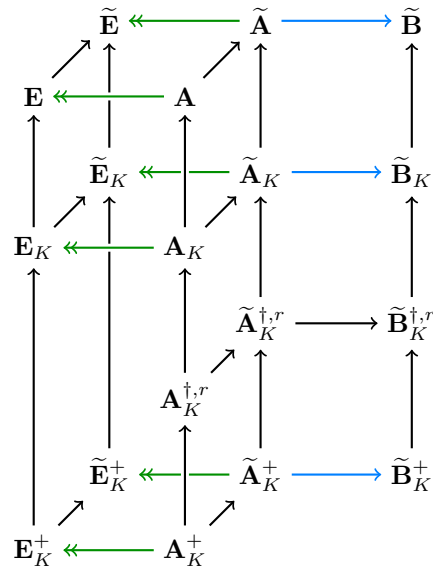 Ẽ Ã B̃
E A
Ẽ_K Ã_K B̃_K
E_K A_K
Ã_K^{†,r} B̃_K^{†,r}
A_K^{†,r}
Ẽ_K^+ Ã_K^+ B̃_K^+
E_K^+ A_K^+